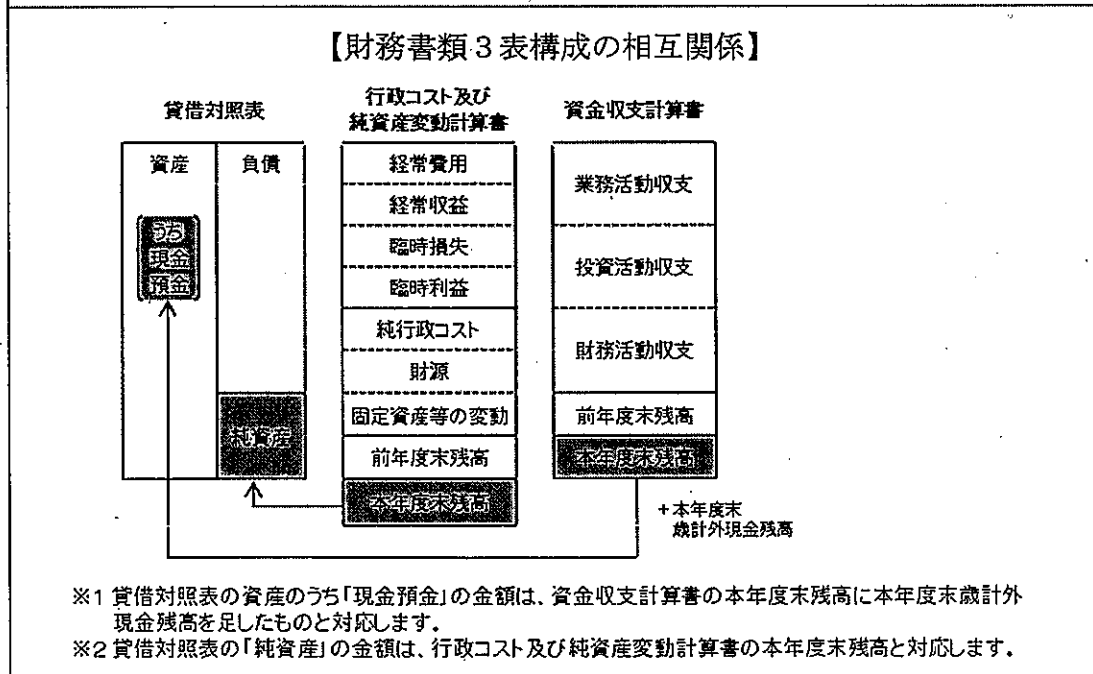 【財務書類3表構成の相互関係】
貸借対照表
行政コスト及び
純資産変動計算書
資金収支計算書
資産
負債
うち
現金
預金
純資産
経常費用
経常収益
臨時損失
臨時利益
純行政コスト
財源
固定資産等の変動
前年度末残高
本年度末残高
業務活動収支
投資活動収支
財務活動収支
前年度末残高
本年度末残高
+本年度末
歳計外現金残高
※1 貸借対照表の資産のうち「現金預金」の金額は、資金収支計算書の本年度末残高に本年度末歳計外
現金残高を足したものと対応します。
※2 貸借対照表の「純資産」の金額は、行政コスト及び純資産変動計算書の本年度末残高と対応します。